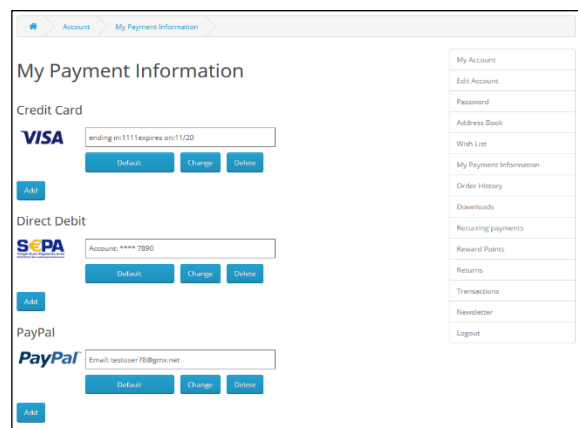 Account
My Payment Information
My Payment Information
Credit Card
VISA
ending in:1111expires on:11/20
Default
Change
Delete
Add
Direct Debit
SEPA
Account: **** 7890
Default
Change
Delete
Add
PayPal
PayPal
Email: testuser78@gmx.net
Default
Change
Delete
Add
My Account
Edit Account
Password
Address Book
Wish List
My Payment Information
Order History
Downloads
Recurring payments
Reward Points
Returns
Transactions
Newsletter
Logout